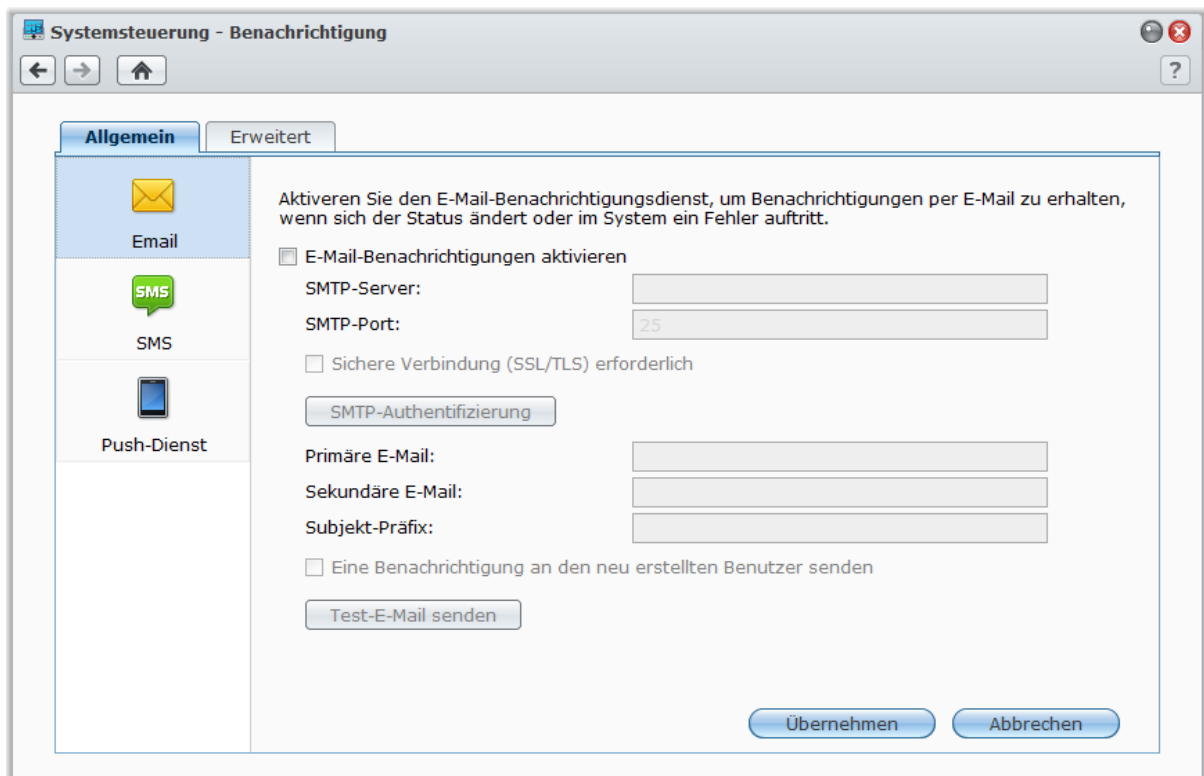 Systemsteuerung - Benachrichtigung
?
Allgemein
Erweitert
Email
SMS
SMS
Push-Dienst
Aktiveren Sie den E-Mail-Benachrichtigungsdienst, um Benachrichtigungen per E-Mail zu erhalten,
wenn sich der Status ändert oder im System ein Fehler auftritt.
E-Mail-Benachrichtigungen aktivieren
SMTP-Server:
SMTP-Port: 25
Sichere Verbindung (SSL/TLS) erforderlich
SMTP-Authentifizierung
Primäre E-Mail:
Sekundäre E-Mail:
Subjekt-Präfix:
Eine Benachrichtigung an den neu erstellten Benutzer senden
Test-E-Mail senden
Übernehmen
Abbrechen